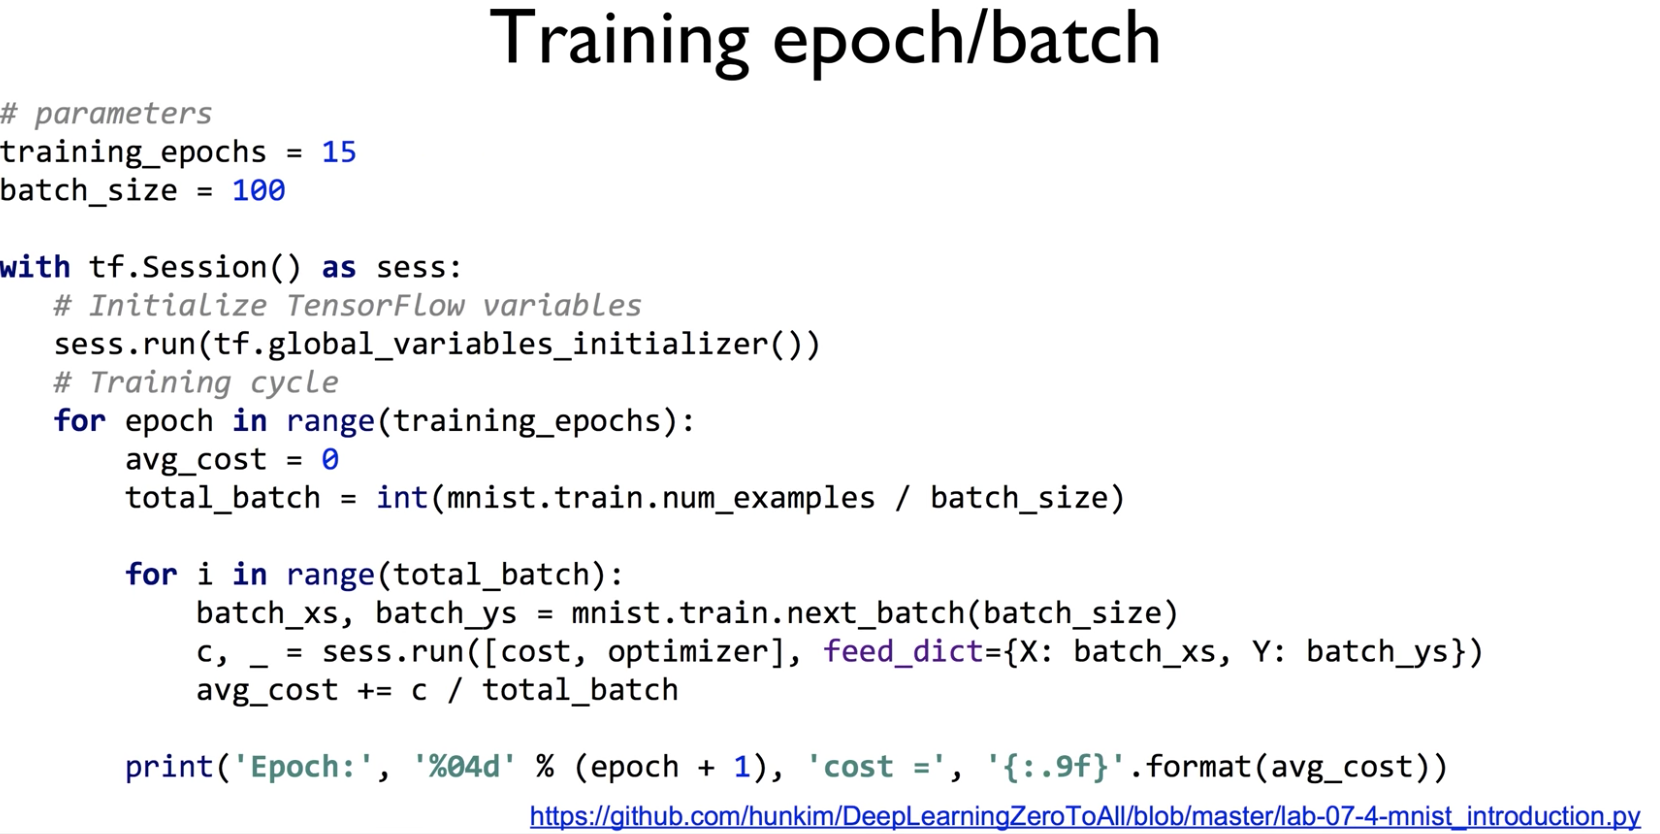 Training epoch/batch
# parameters
training_epochs = 15
batch_size = 100
with tf.Session() as sess:
# Initialize TensorFlow variables
sess.run(tf.global_variables_initializer())
# Training cycle
for epoch in range(training_epochs):
avg_cost = 0
total_batch = int(mnist.train.num_examples / batch_size)
for i in range(total_batch):
batch_xs, batch_ys = mnist.train.next_batch(batch_size)
c, _ = sess.run([cost, optimizer], feed_dict={X: batch_xs, Y: batch_ys})
avg_cost += c / total_batch
print('Epoch:', '%04d' % (epoch + 1), 'cost =', '{:.9f}'.format(avg_cost))
https://github.com/hunkim/DeepLearningZeroToAll/blob/master/lab-07-4-mnist_introduction.py